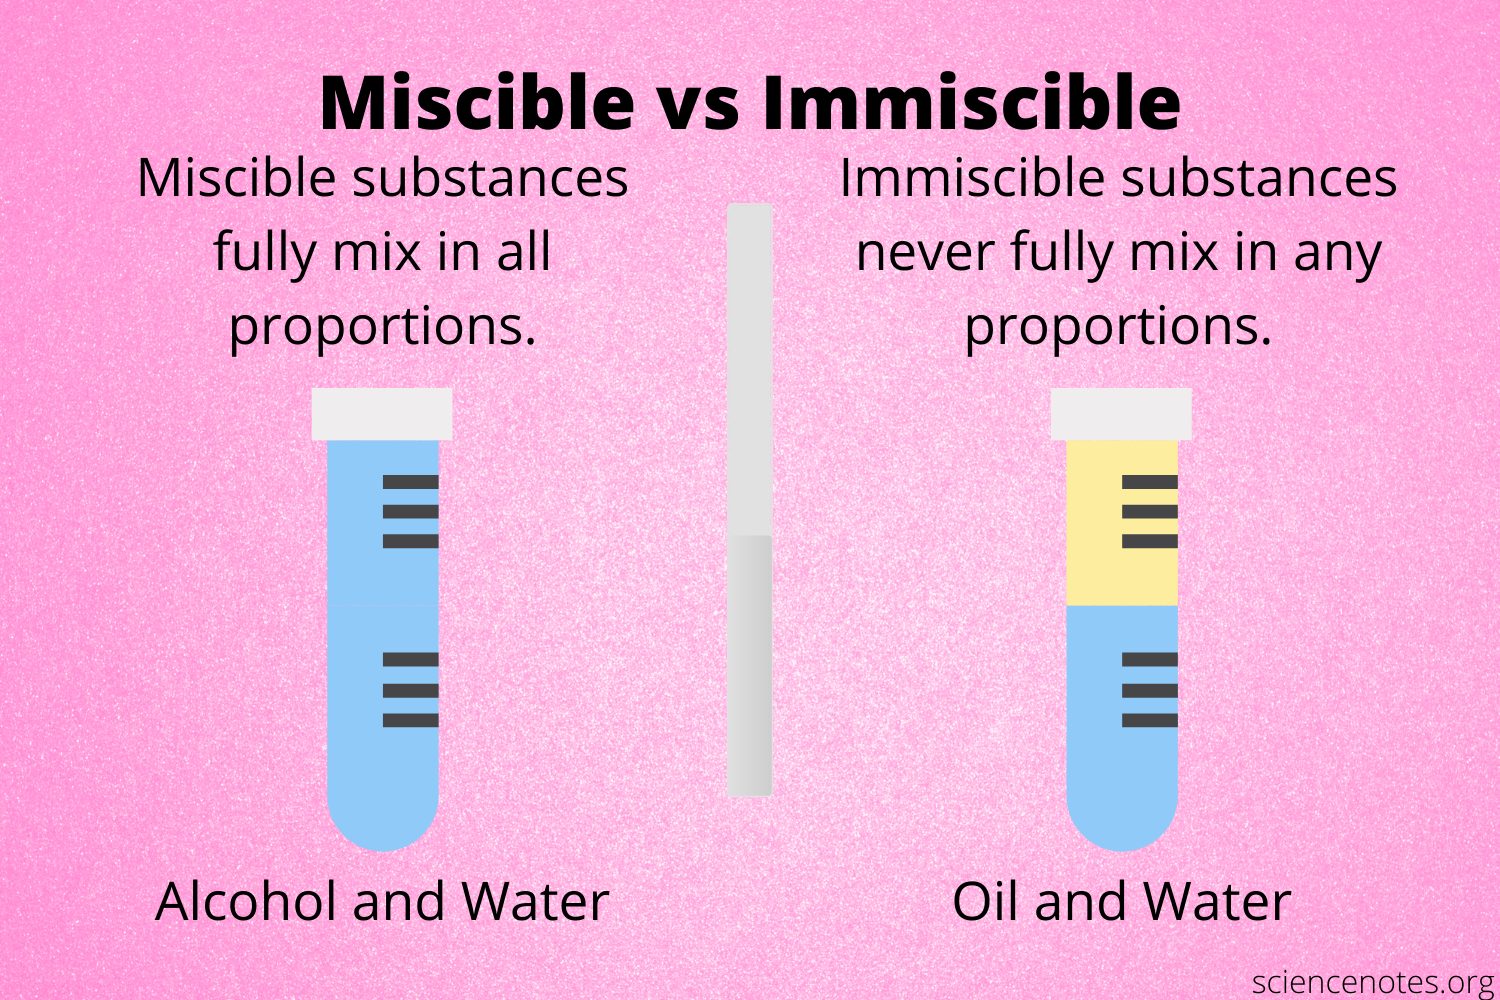 Miscible vs Immiscible
Miscible substances
fully mix in all
proportions.
Immiscible substances
never fully mix in any
proportions.
Alcohol and Water
Oil and Water
sciencenotes.org